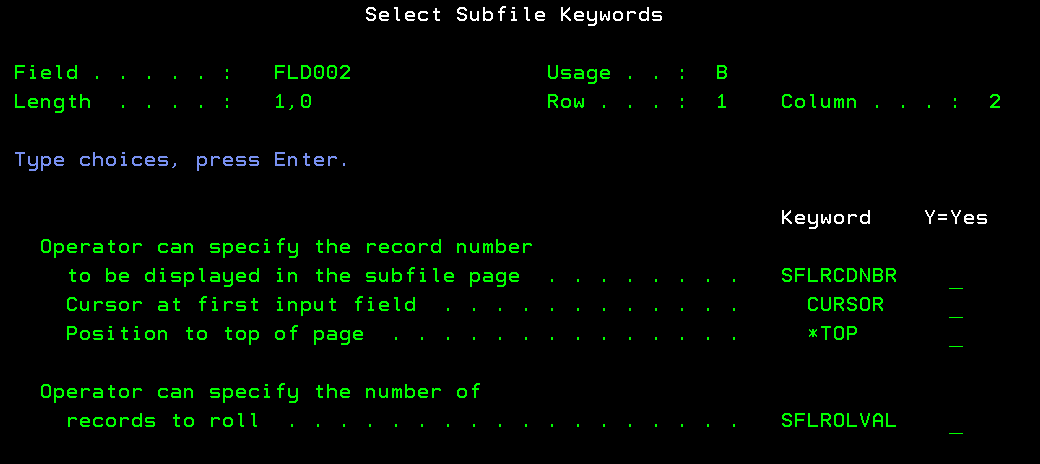 Select Subfile Keywords
Field . . . . . :   FLD002               Usage . . :  B
Length  . . . . :   1,0                  Row . . . :  1    Column . . . :  2
Type choices, press Enter.
Keyword    Y=Yes
Operator can specify the record number
to be displayed in the subfile page  . . . . . . . .   SFLRCDNBR    _
Cursor at first input field  . . . . . . . . . . . .     CURSOR     _
Position to top of page  . . . . . . . . . . . . . .     *TOP       _
Operator can specify the number of
records to roll  . . . . . . . . . . . . . . . . . .   SFLROLVAL    _